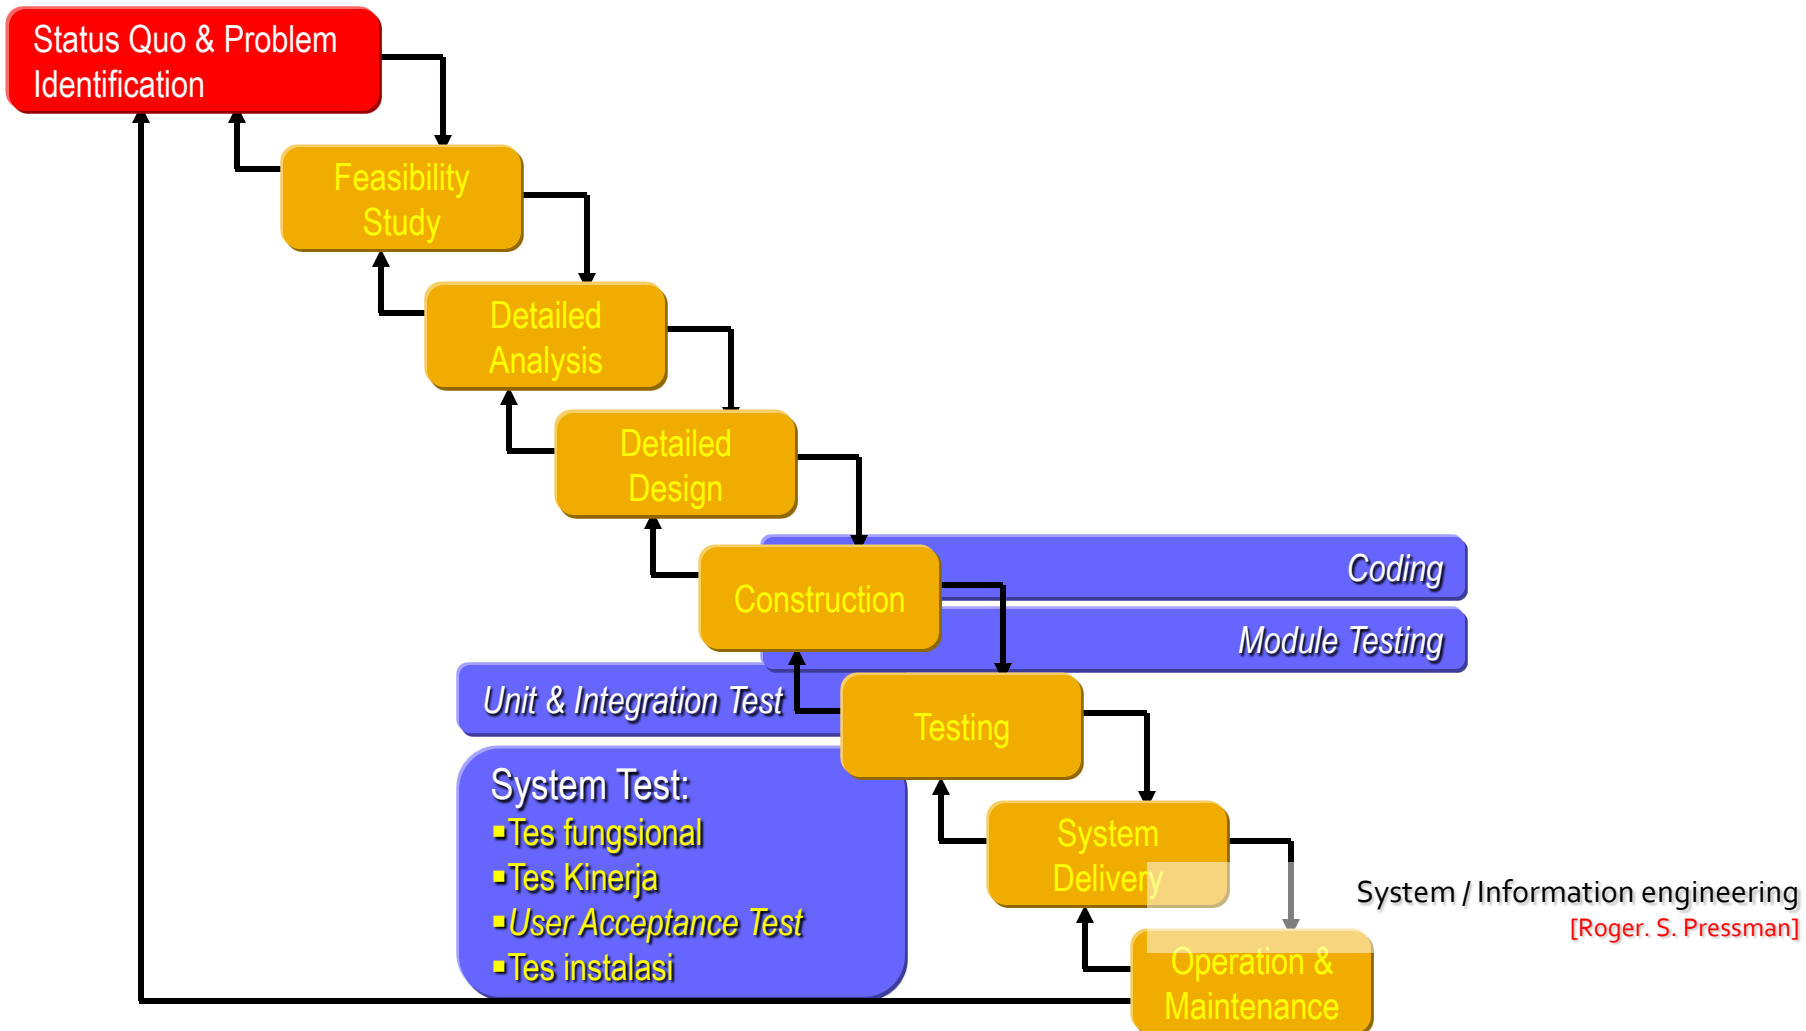 Status Quo & Problem
Identification
Feasibility
Study
Detailed
Analysis
Detailed
Design
Coding
Construction
Module Testing
Unit & Integration Test
Testing
System Test:
▪Tes fungsional
▪Tes Kinerja
▪User Acceptance Test
▪Tes instalasi
System
Delivery
System / Information engineering
[Roger. S. Pressman]
Operation &
Maintenance